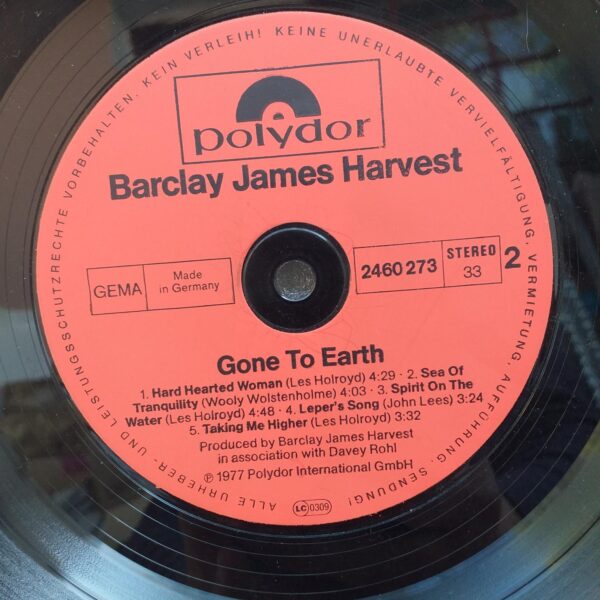 ALLE URHEBER- UND LEISTUNGSSCHUTZRECHTE VORBEHALTEN. KEIN VERLEIH! KEINE UNERLAUBTE VERVIELFÄLTIGUNG, VERMIETUNG, AUFFÜHRUNG, SENDUNG!
polydor
Barclay James Harvest
GEMA
Made
in Germany
2460 273
STEREO
33
2
Gone To Earth
1. Hard Hearted Woman (Les Holroyd) 4:29 · 2. Sea Of
Tranquility (Wooly Wolstenholme) 4:03 · 3. Spirit On The
Water (Les Holroyd) 4:48 · 4. Leper's Song (John Lees) 3:24
5. Taking Me Higher (Les Holroyd) 3:32
Produced by Barclay James Harvest
in association with Davey Rohl
℗ 1977 Polydor International GmbH
LC 0309